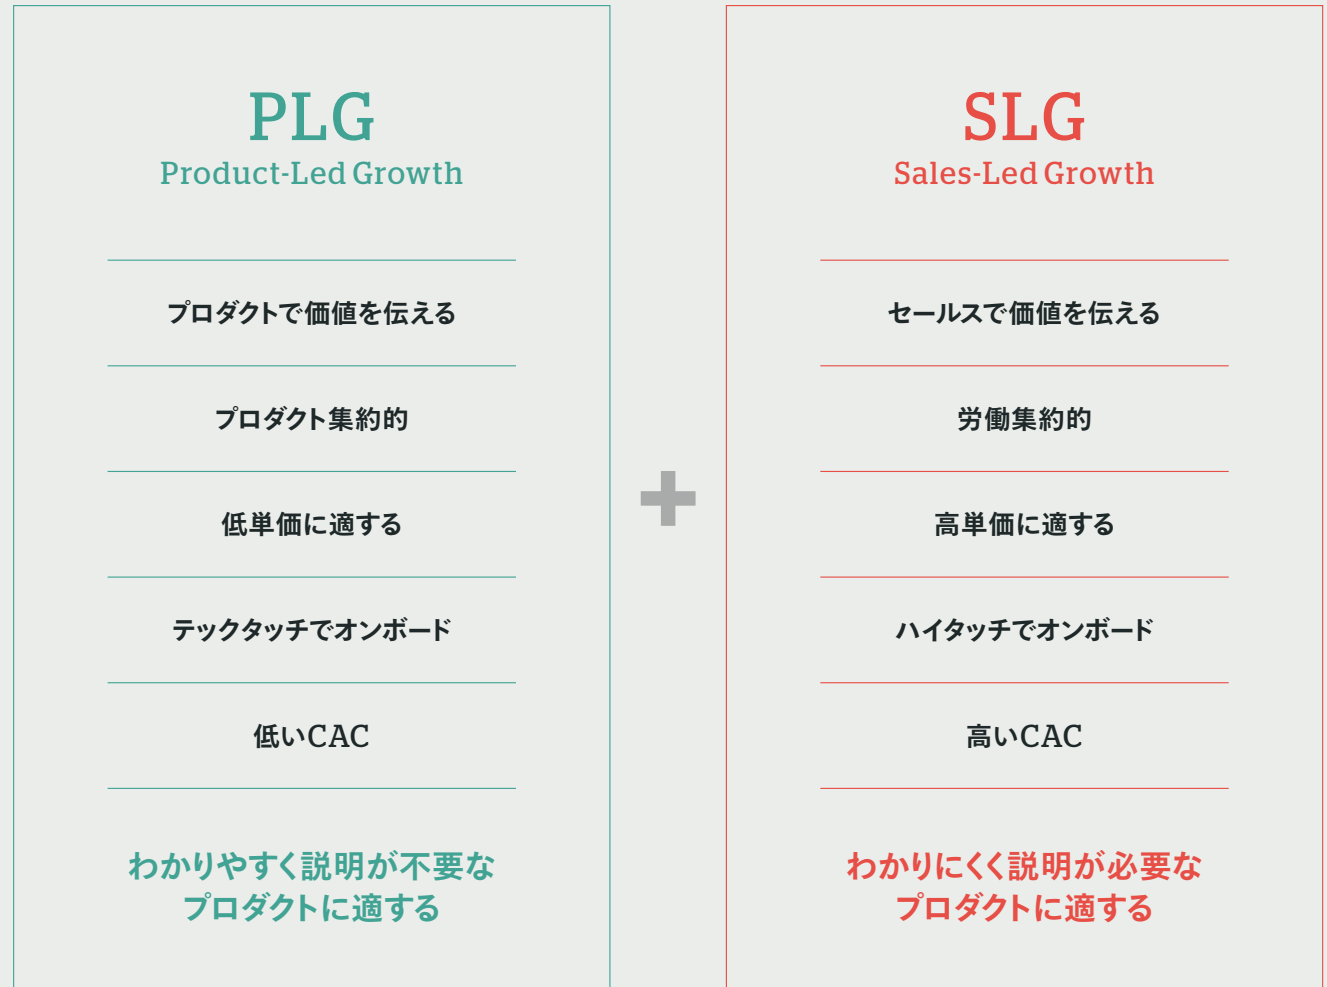 PLG
Product-Led Growth
プロダクトで価値を伝える
プロダクト集約的
低単価に適する
テックタッチでオンボード
低いCAC
わかりやすく説明が不要な
プロダクトに適する
+
SLG
Sales-Led Growth
セールスで価値を伝える
労働集約的
高単価に適する
ハイタッチでオンボード
高いCAC
わかりにくく説明が必要な
プロダクトに適する